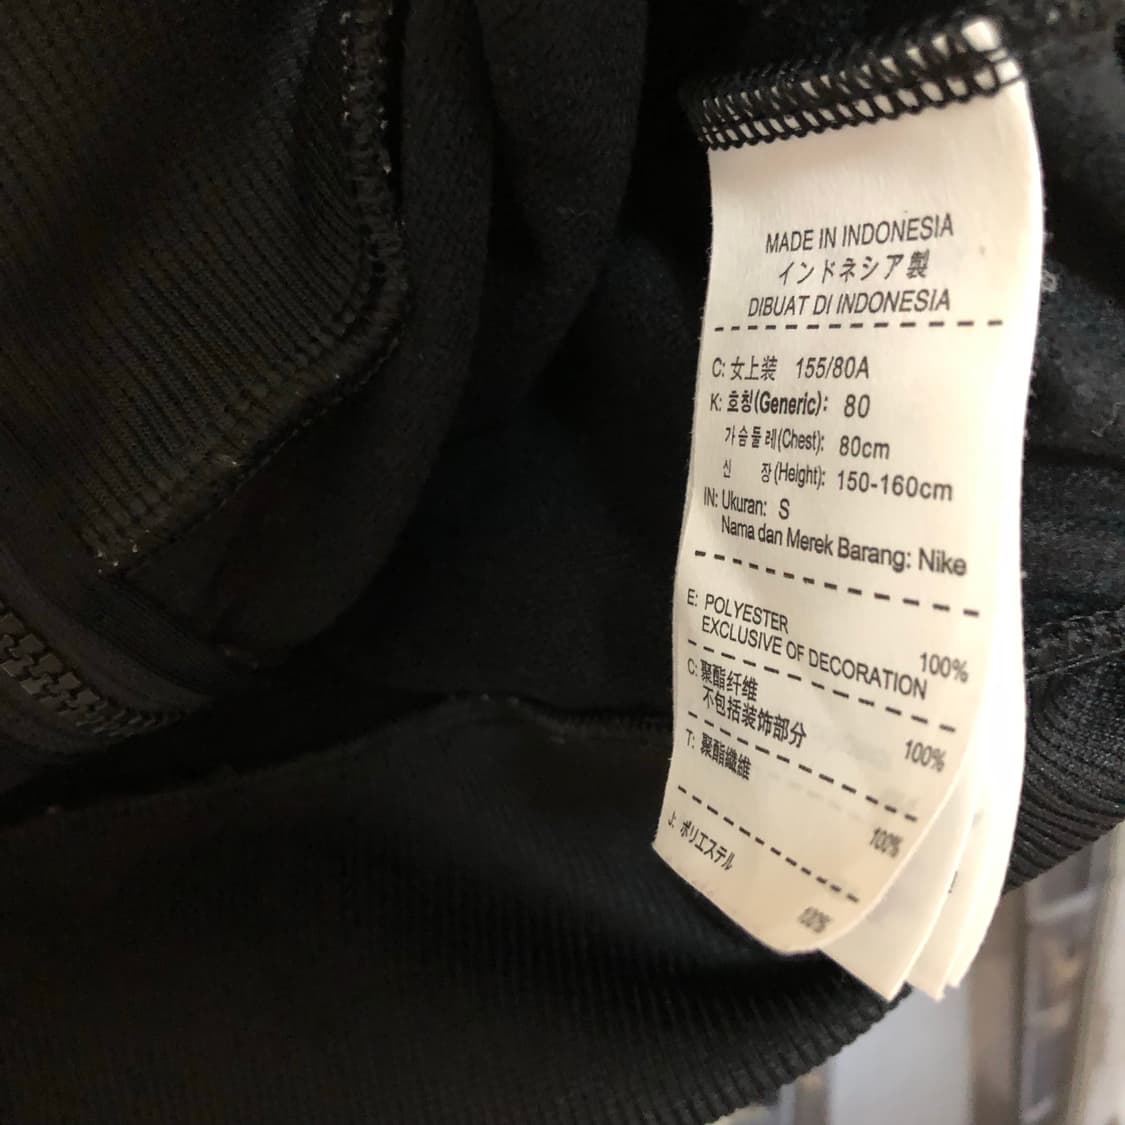 MADE IN INDONESIA
インドネシア製
DIBUAT DI INDONESIA
C: 女上装 155/80A
K: 호칭(Generic): 80
가슴둘레(Chest): 80cm
신 장(Height): 150-160cm
IN: Ukuran: S
Nama dan Merek Barang: Nike
E: POLYESTER 100%
EXCLUSIVE OF DECORATION
C: 聚酯纤维 100%
不包括装饰部分
T: 聚酯纖維 100%
J: ポリエステル 100%